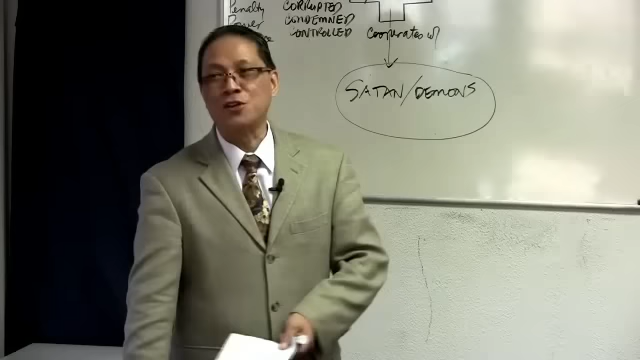 Penalty CORRUPTED
Power CONDEMNED
CONTROLLED Cooperates w/
SATAN/DEMONS